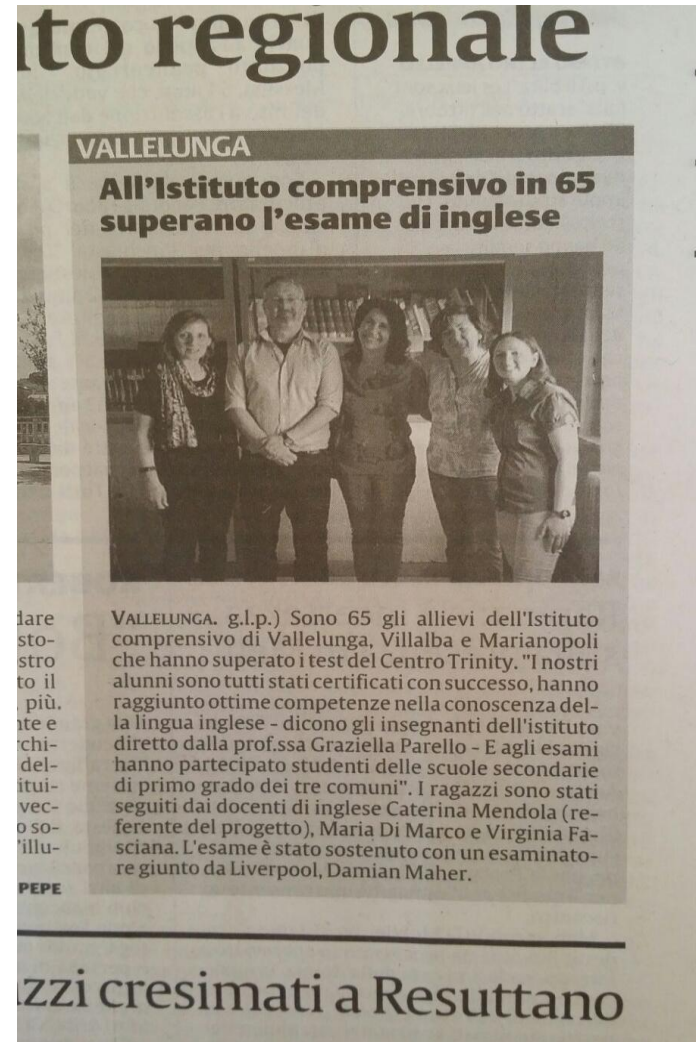 to regionale
VALLELUNGA
All'Istituto comprensivo in 65
superano l'esame di inglese
VALLELUNGA. g.l.p.) Sono 65 gli allievi dell'Istituto
comprensivo di Vallelunga, Villalba e Marianopoli
che hanno superato i test del Centro Trinity. "I nostri
alunni sono tutti stati certificati con successo, hanno
raggiunto ottime competenze nella conoscenza del-
la lingua inglese - dicono gli insegnanti dell'istituto
diretto dalla prof.ssa Graziella Parello - E agli esami
hanno partecipato studenti delle scuole secondarie
di primo grado dei tre comuni". I ragazzi sono stati
seguiti dai docenti di inglese Caterina Mendola (re-
ferente del progetto), Maria Di Marco e Virginia Fa-
sciana. L'esame è stato sostenuto con un esaminato-
re giunto da Liverpool, Damian Maher.
dare
sto-
stro
to il
più.
nte e
chi-
del-
itui-
vec-
o so-
'illu-
PEPE
zzi cresimati a Resuttano